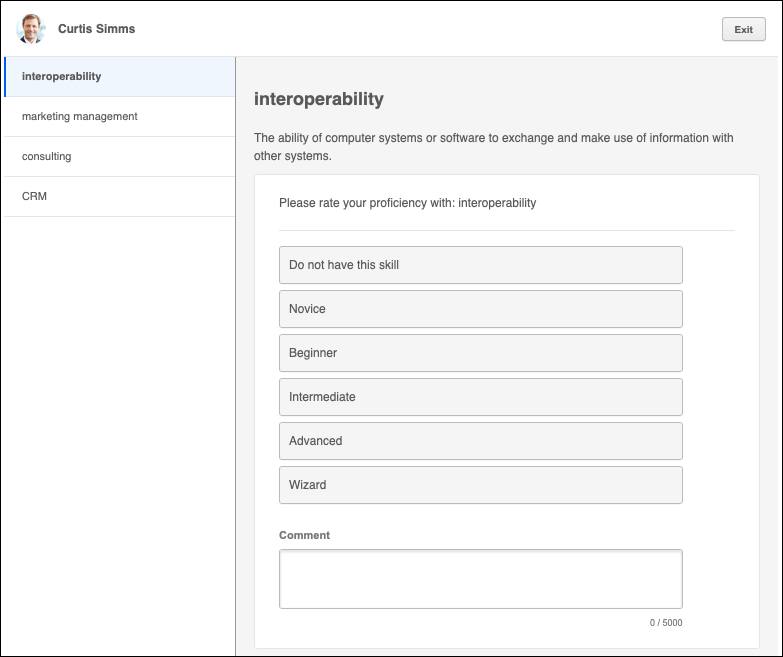 Curtis Simms
Exit
interoperability
marketing management
consulting
CRM
interoperability
The ability of computer systems or software to exchange and make use of information with
other systems.
Please rate your proficiency with: interoperability
Do not have this skill
Novice
Beginner
Intermediate
Advanced
Wizard
Comment
0 / 5000